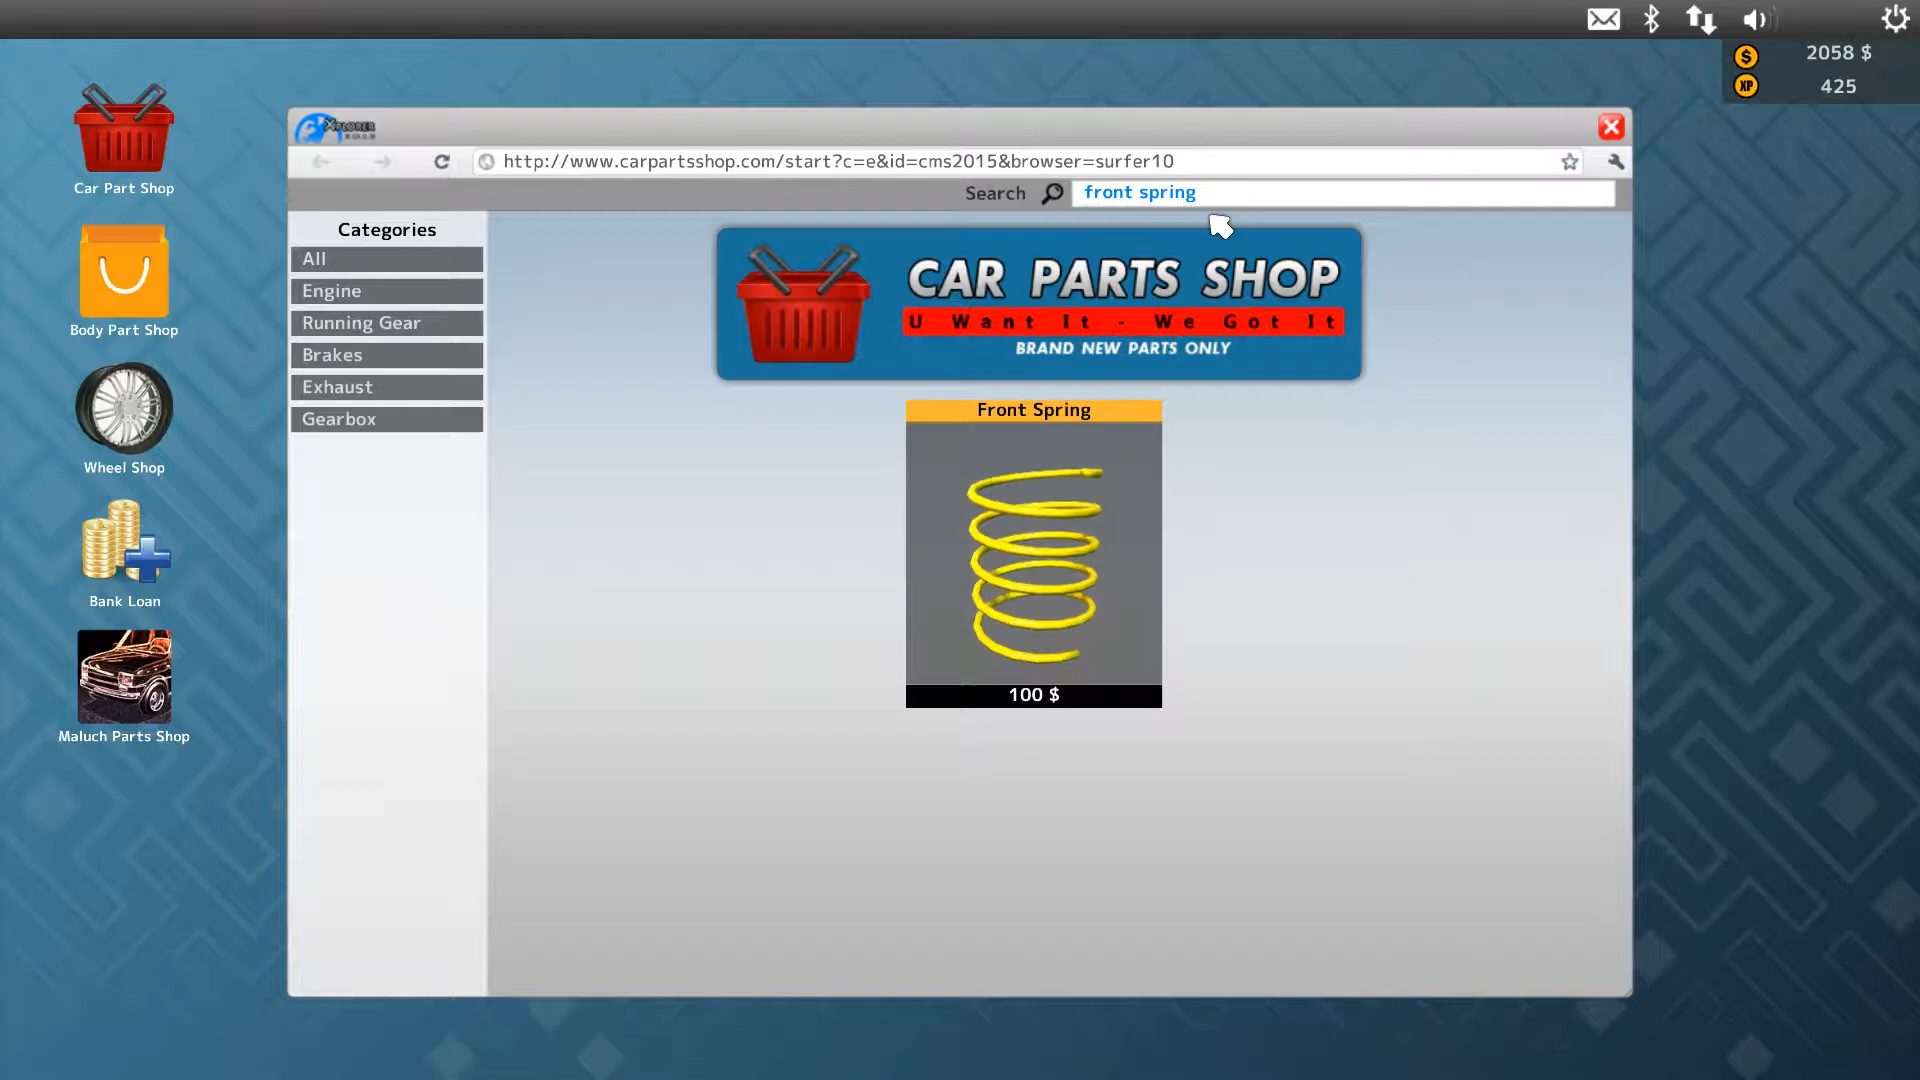 2058 $
XP 425
Car Part Shop
Body Part Shop
Wheel Shop
Bank Loan
Maluch Parts Shop
XPLORER
http://www.carpartsshop.com/start?c=e&id=cms2015&browser=surfer10
Search front spring
Categories
All
Engine
Running Gear
Brakes
Exhaust
Gearbox
CAR PARTS SHOP
U Want It - We Got It
BRAND NEW PARTS ONLY
Front Spring
100 $